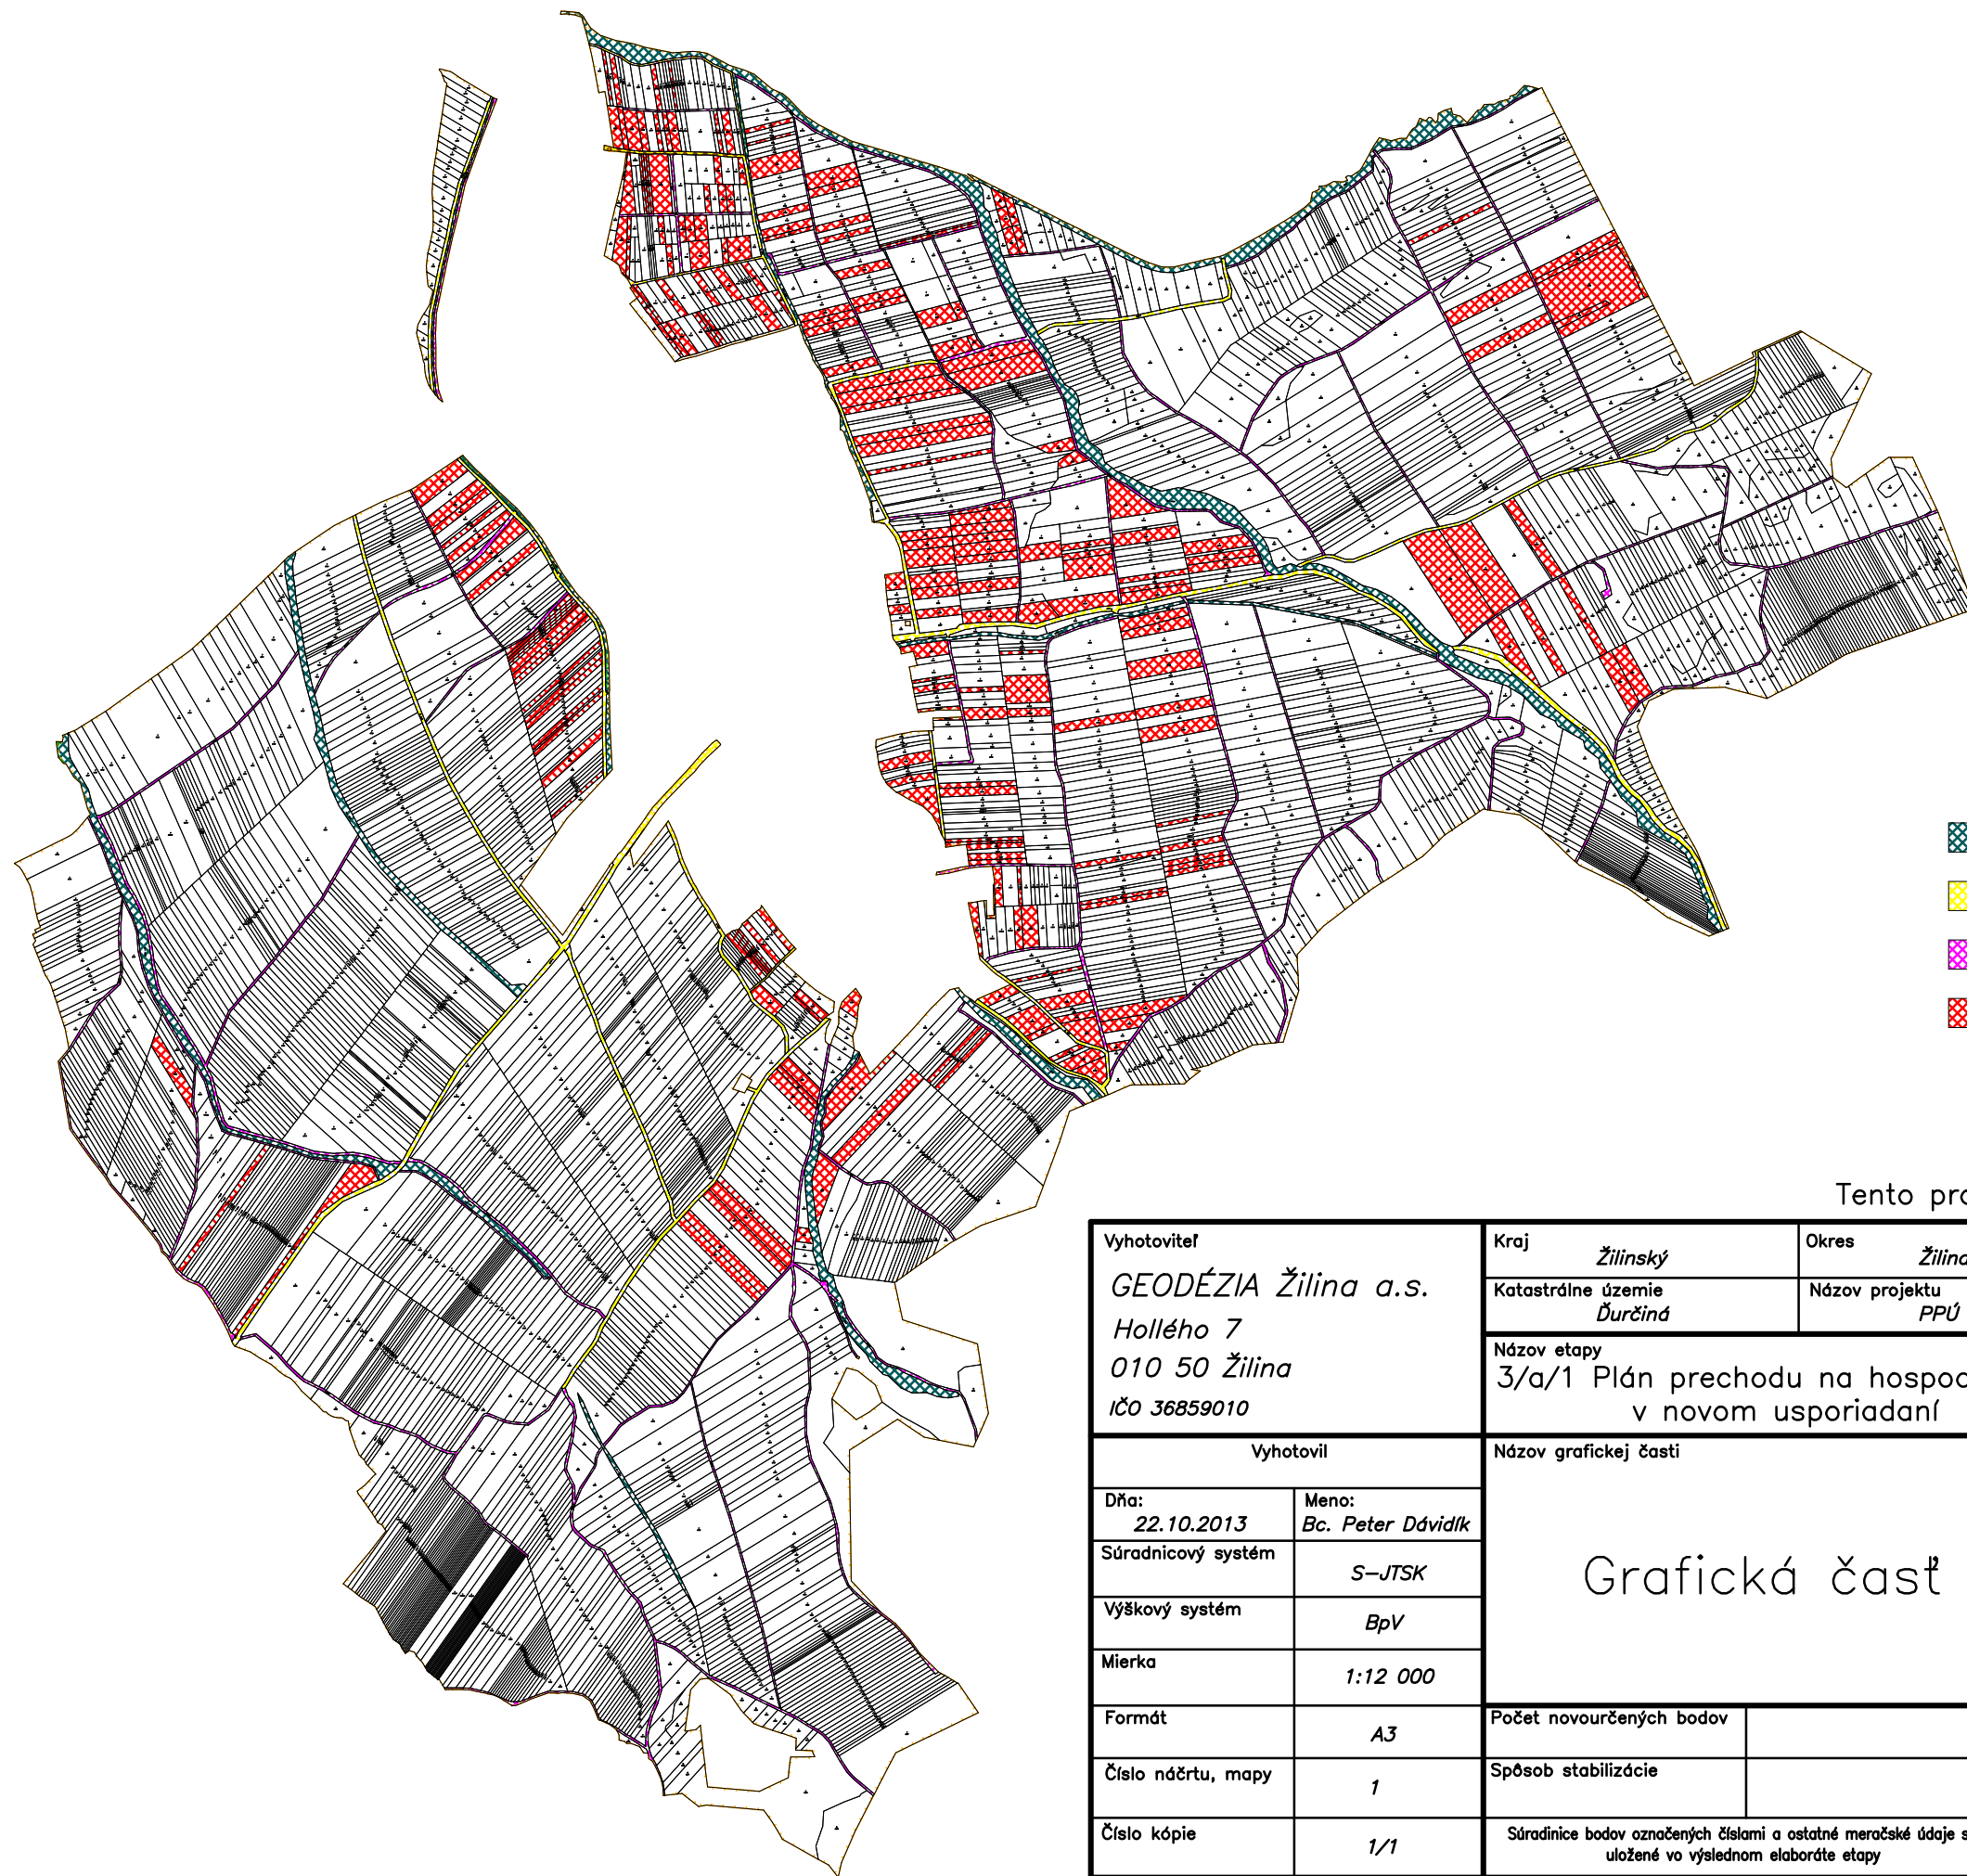 Tento
Vyhotoviteľ
GEODÉZIA Žilina a.s.
Hollého 7
010 50 Žilina
IČO 36859010
Kraj
Žilinský
Okres
Žilina
Katastrálne územie
Ďurčiná
Názov projektu
PPÚ
Názov etapy
3/a/1 Plán prechodu na
v novom usporiadaní
Vyhotovil
Názov grafickej časti
Dňa:
22.10.2013
Meno:
Bc. Peter Dávidík
Súradnicový systém
S-JTSK
Grafická časť
Výškový systém
BpV
Mierka
1:12 000
Formát
A3
Počet novourčených bodov
Číslo náčrtu, mapy
1
Spôsob stabilizácie
Číslo kópie
1/1
Súradinice bodov označených číslami a ostatné meračské údaje
uložené vo výslednom elaboráte etapy